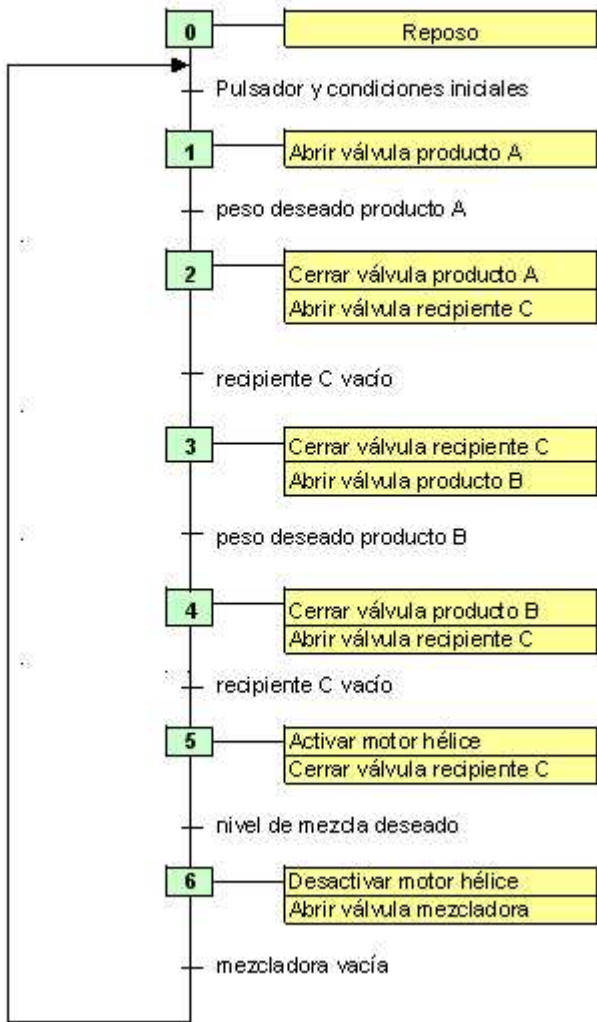 0
Reposo
Pulsador y condiciones iniciales
1
Abrir válvula producto A
peso deseado producto A
2
Cerrar válvula producto A
Abrir válvula recipiente C
recipiente C vacío
3
Cerrar válvula recipiente C
Abrir válvula producto B
peso deseado producto B
4
Cerrar válvula producto B
Abrir válvula recipiente C
recipiente C vacío
5
Activar motor hélice
Cerrar válvula recipiente C
nivel de mezcla deseado
6
Desactivar motor hélice
Abrir válvula mezcladora
mezcladora vacía